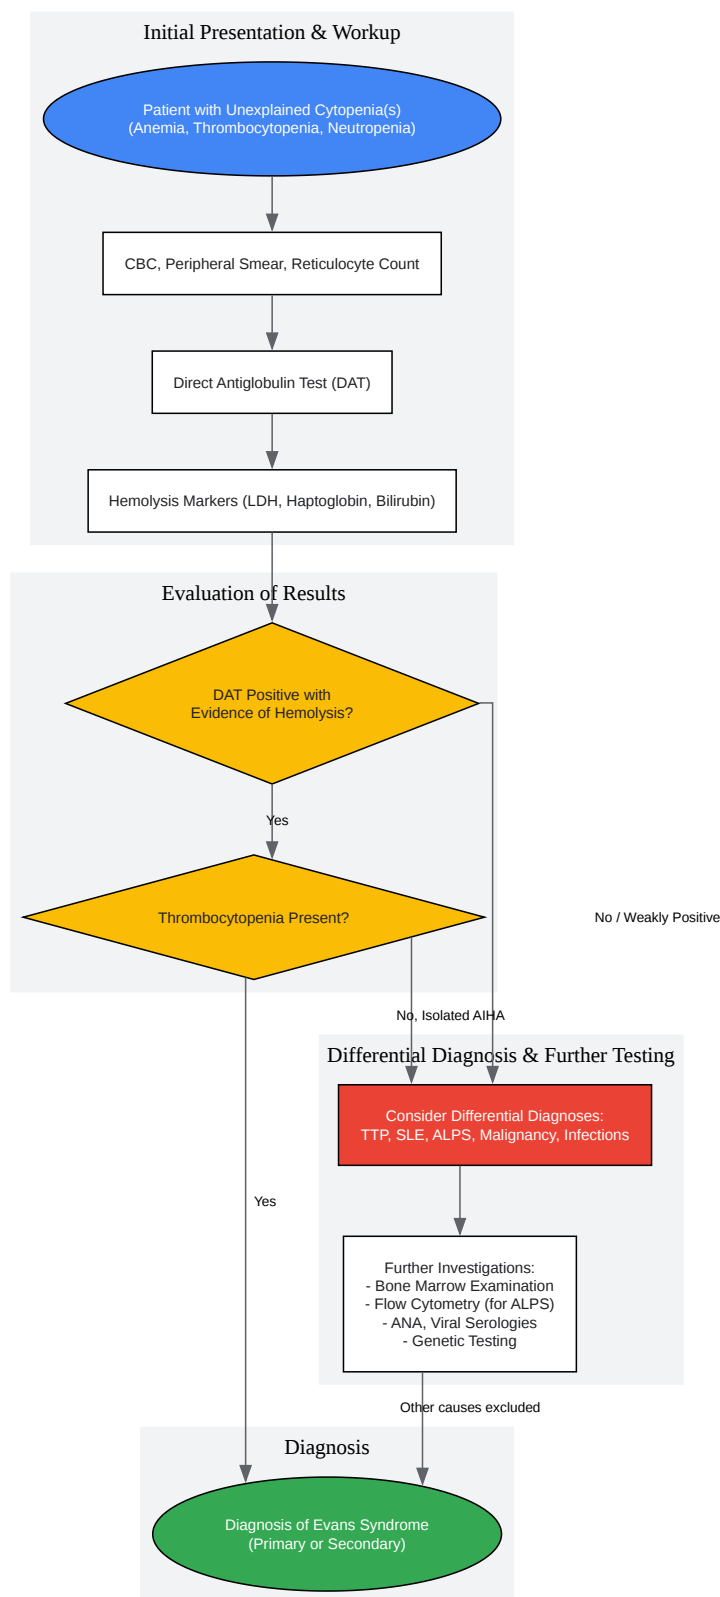 Initial Presentation & Workup
Patient with Unexplained Cytopenia(s)
(Anemia, Thrombocytopenia, Neutropenia)
CBC, Peripheral Smear, Reticulocyte Count
Direct Antiglobulin Test (DAT)
Hemolysis Markers (LDH, Haptoglobin, Bilirubin)
Evaluation of Results
DAT Positive with
Evidence of Hemolysis?
Yes
Thrombocytopenia Present?
No / Weakly Positive
No, Isolated AIHA
Differential Diagnosis & Further Testing
Consider Differential Diagnoses:
TTP, SLE, ALPS, Malignancy, Infections
Yes
Further Investigations:
- Bone Marrow Examination
- Flow Cytometry (for ALPS)
- ANA, Viral Serologies
- Genetic Testing
Other causes excluded
Diagnosis
Diagnosis of Evans Syndrome
(Primary or Secondary)